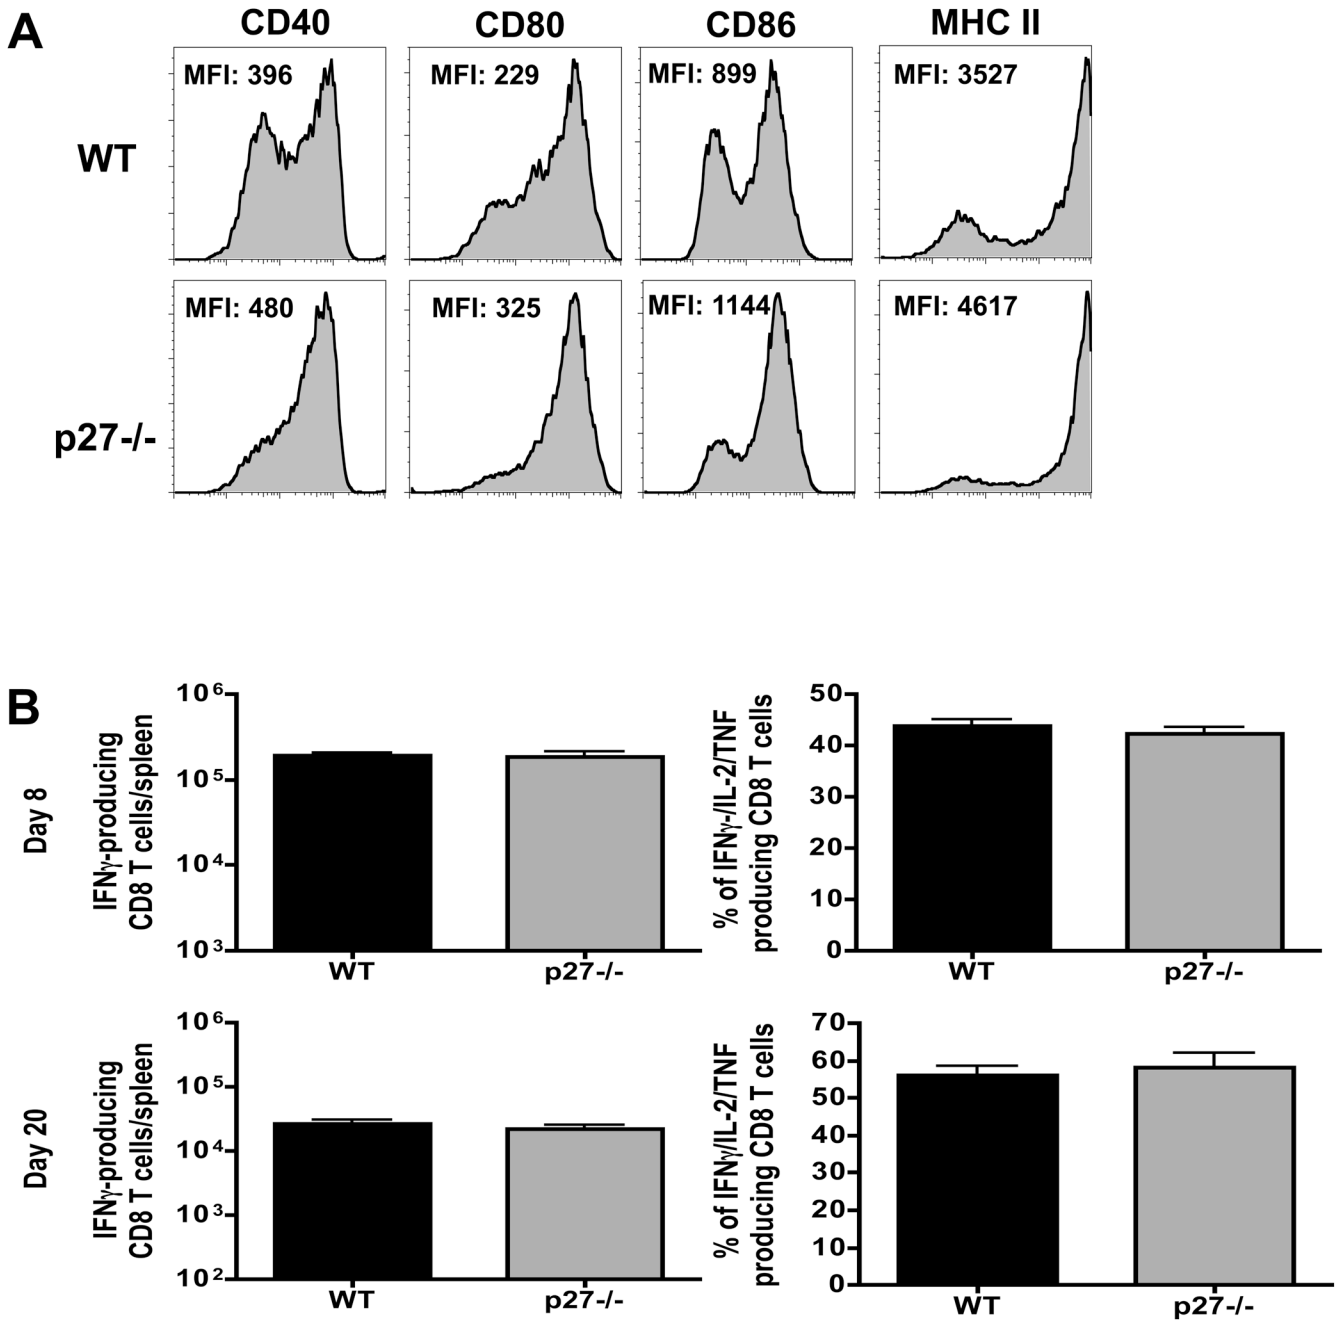 A
CD40 CD80 CD86 MHC II
WT
MFI: 396 MFI: 229 MFI: 899 MFI: 3527
p27-/-
MFI: 480 MFI: 325 MFI: 1144 MFI: 4617
B
Day 8
IFNγ-producing
CD8 T cells/spleen
10⁶
10⁵
10⁴
10³
WT p27-/-
% of IFNγ-/IL-2/TNF
producing CD8 T cells
50
40
30
20
10
0
WT p27-/-
Day 20
IFNγ-producing
CD8 T cells/spleen
10⁶
10⁵
10⁴
10³
10²
WT p27-/-
% of IFNγ/IL-2/TNF
producing CD8 T cells
70
60
50
40
30
20
10
0
WT p27-/-